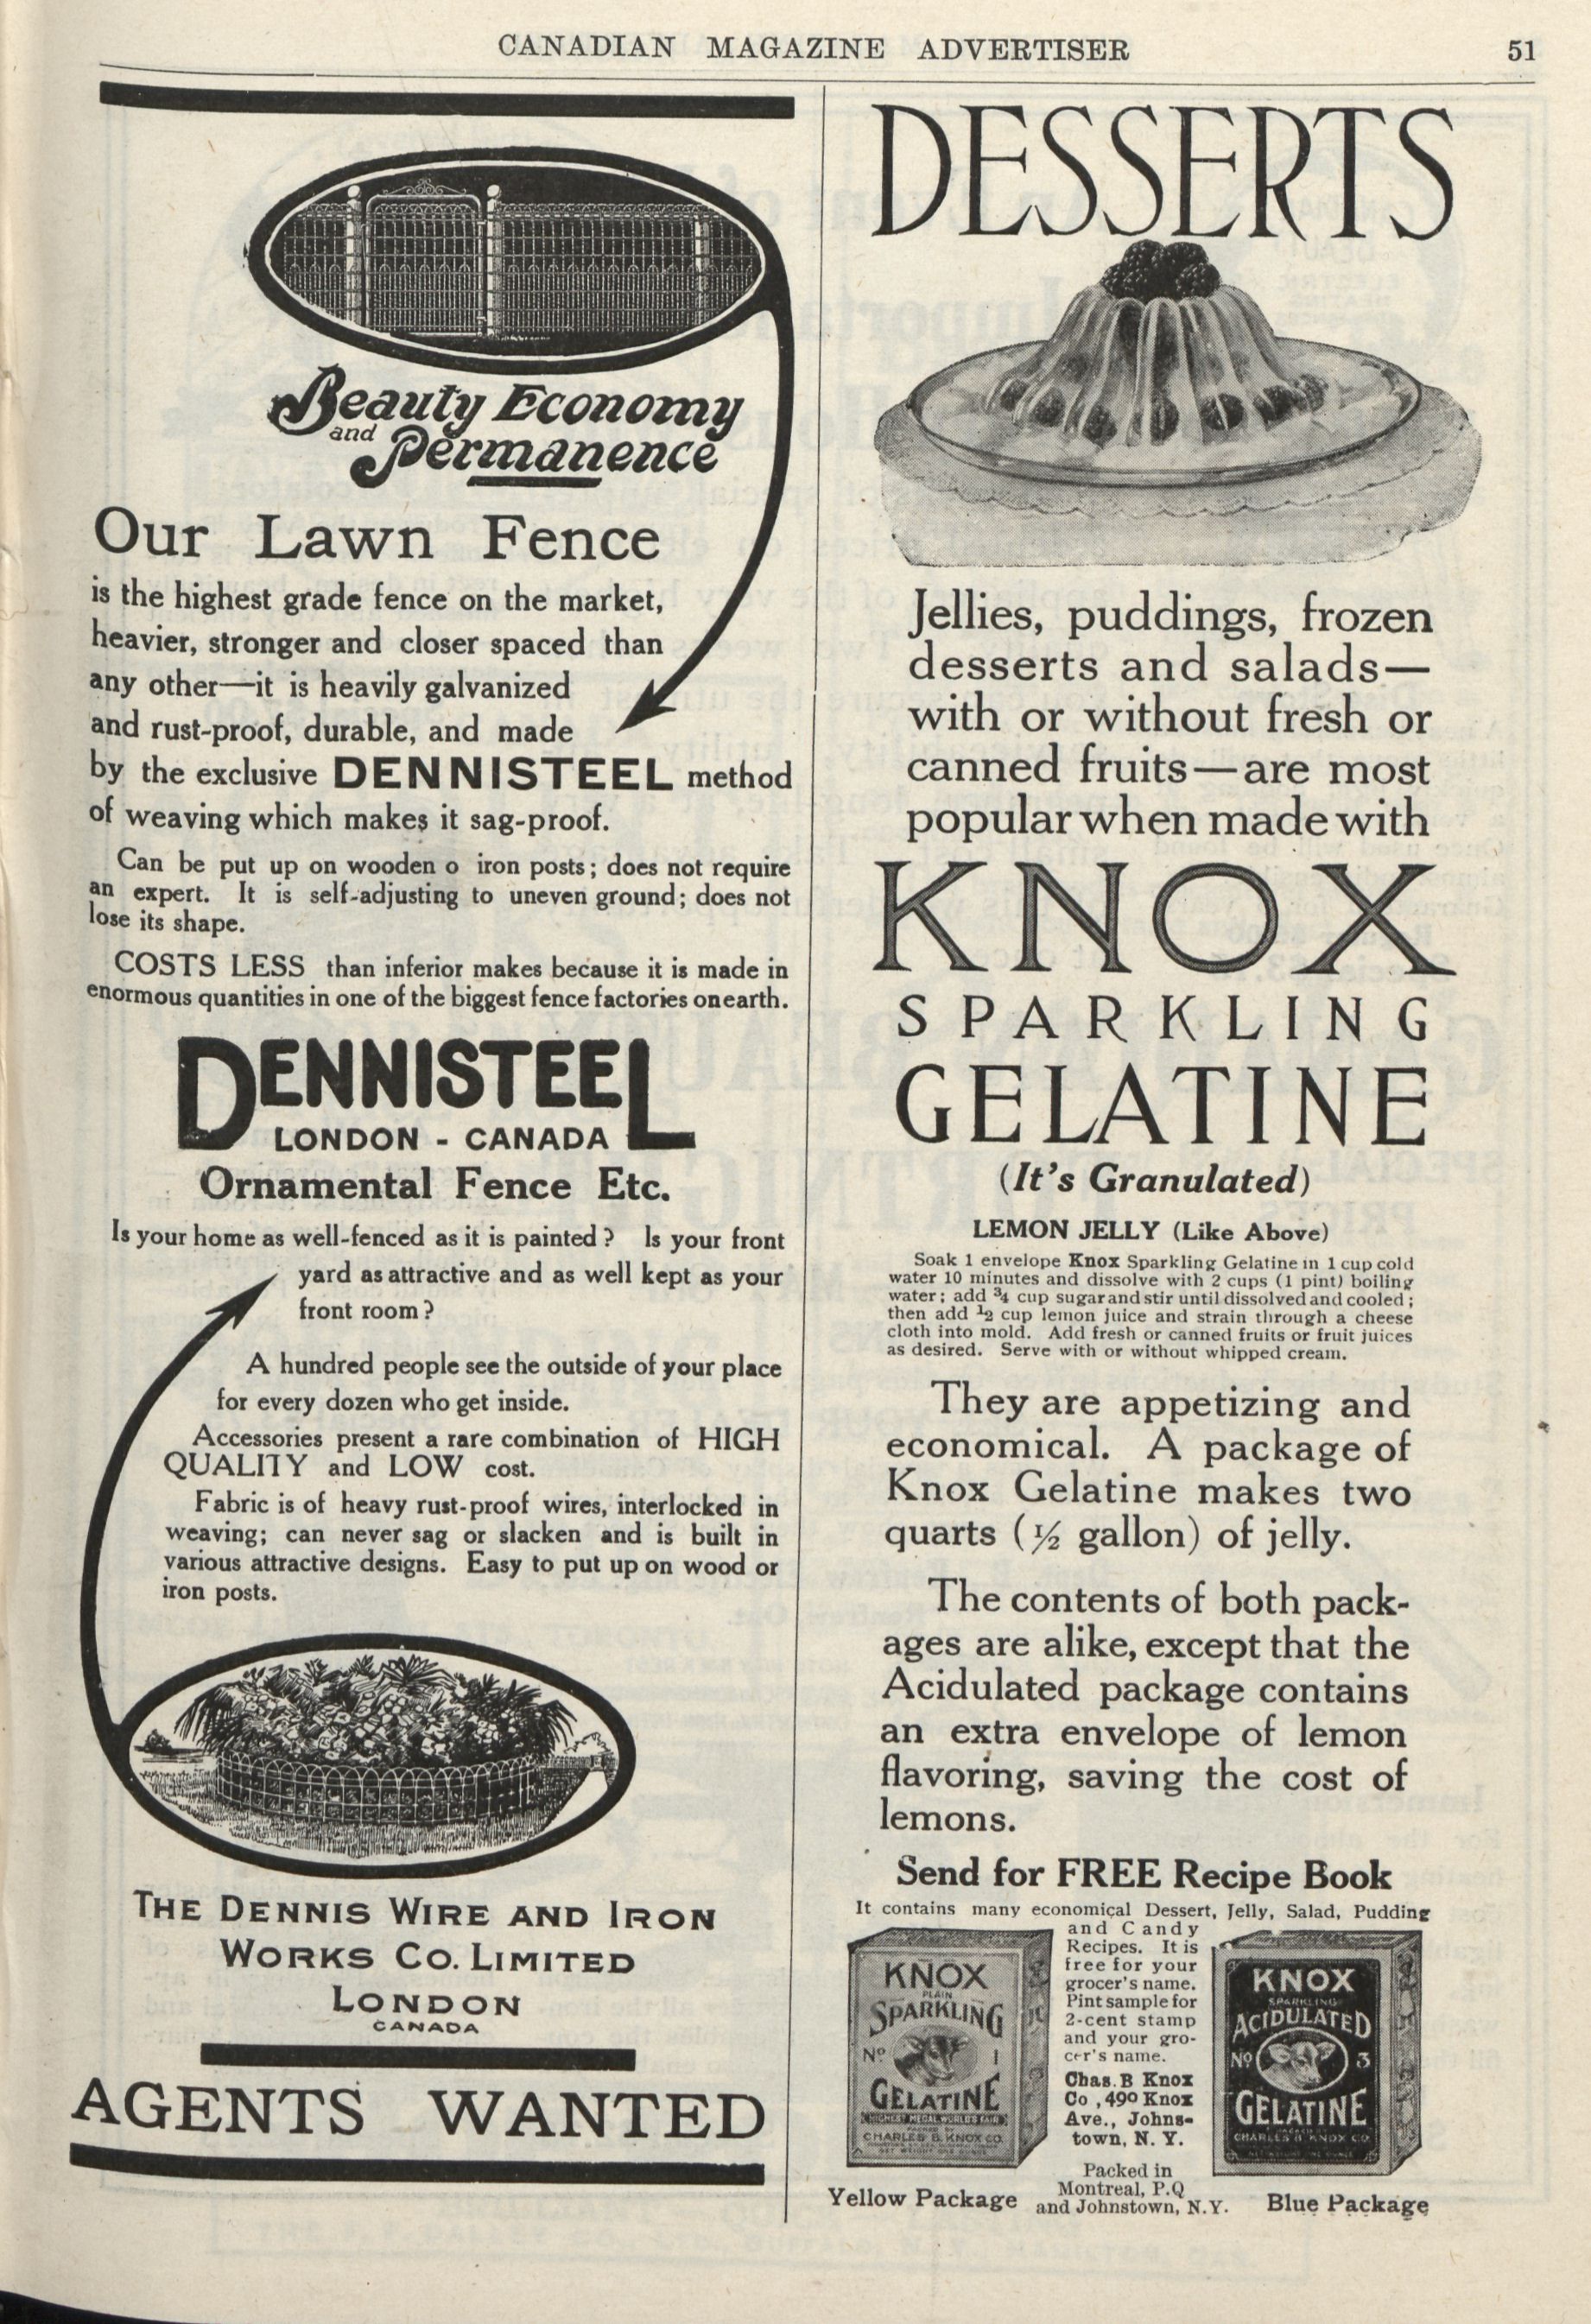 CANADIAN MAGAZINE ADVERTISER
51
Beauty Economy
and Permanence
Our Lawn Fence
is the highest grade fence on the market,
heavier, stronger and closer spaced than
any other—it is heavily galvanized
and rust-proof, durable, and made
by the exclusive DENNISTEEL method
of weaving which makes it sag-proof.
Can be put up on wooden o iron posts; does not require
an expert. It is self-adjusting to uneven ground; does not
lose its shape.
COSTS LESS than inferior makes because it is made in
enormous quantities in one of the biggest fence factories on earth.
DENNISTEEL
LONDON - CANADA
Ornamental Fence Etc.
Is your home as well-fenced as it is painted? Is your front
yard as attractive and as well kept as your
front room?
A hundred people see the outside of your place
for every dozen who get inside.
Accessories present a rare combination of HIGH
QUALITY and LOW cost.
Fabric is of heavy rust-proof wires, interlocked in
weaving; can never sag or slacken and is built in
various attractive designs. Easy to put up on wood or
iron posts.
THE DENNIS WIRE AND IRON
WORKS CO. LIMITED
LONDON
CANADA
AGENTS WANTED
DESSERTS
Jellies, puddings, frozen
desserts and salads—
with or without fresh or
canned fruits—are most
popular when made with
KNOX
SPARKLING
GELATINE
(It's Granulated)
LEMON JELLY (Like Above)
Soak 1 envelope Knox Sparkling Gelatine in 1 cup cold
water 10 minutes and dissolve with 2 cups (1 pint) boiling
water; add ¾ cup sugar and stir until dissolved and cooled;
then add ½ cup lemon juice and strain through a cheese
cloth into mold. Add fresh or canned fruits or fruit juices
as desired. Serve with or without whipped cream.
They are appetizing and
economical. A package of
Knox Gelatine makes two
quarts (½ gallon) of jelly.
The contents of both pack-
ages are alike, except that the
Acidulated package contains
an extra envelope of lemon
flavoring, saving the cost of
lemons.
Send for FREE Recipe Book
It contains many economical Dessert, Jelly, Salad, Pudding
and Candy
Recipes. It is
free for your
grocer's name.
Pint sample for
2-cent stamp
and your gro-
cer's name.
Chas. B Knox
Co , 490 Knox
Ave., Johns-
town, N. Y.
Packed in
Montreal, P.Q
and Johnstown, N.Y.
KNOX
PLAIN
SPARKLING
No 1
GELATINE
HIGHEST MEDAL WORLD'S FAIR
PACKED BY
CHARLES B. KNOX CO.
Yellow Package
KNOX
SPARKLING
ACIDULATED
No 3
GELATINE
CHARLES B KNOX CO.
Blue Package